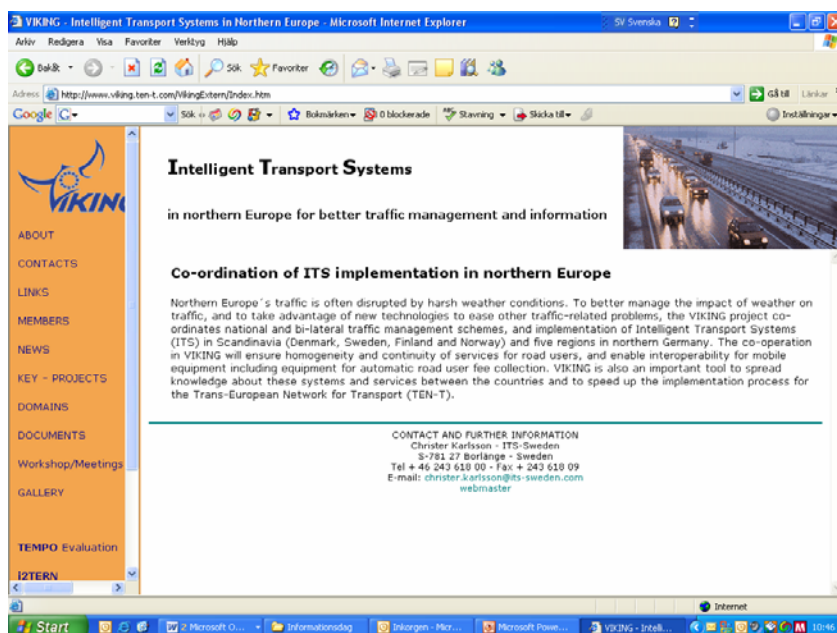 VIKING - Intelligent Transport Systems in Northern Europe - Microsoft Internet Explorer
SV Svenska
Arkiv Redigera Visa Favoriter Verktyg Hjälp
Bakåt Sök Favoriter
Adress http://www.viking.ten-t.com/VikingExtern/Index.htm Gå till Länkar
Google Sök Bokmärken 0 blockerade Stavning Skicka till Inställningar
VIKING
Intelligent Transport Systems
in northern Europe for better traffic management and information
ABOUT
CONTACTS
LINKS
MEMBERS
NEWS
KEY - PROJECTS
DOMAINS
DOCUMENTS
Workshop/Meetings
GALLERY
TEMPO Evaluation
i2TERN
Co-ordination of ITS implementation in northern Europe
Northern Europe´s traffic is often disrupted by harsh weather conditions. To better manage the impact of weather on
traffic, and to take advantage of new technologies to ease other traffic-related problems, the VIKING project co-
ordinates national and bi-lateral traffic management schemes, and implementation of Intelligent Transport Systems
(ITS) in Scandinavia (Denmark, Sweden, Finland and Norway) and five regions in northern Germany. The co-operation
in VIKING will ensure homogeneity and continuity of services for road users, and enable interoperability for mobile
equipment including equipment for automatic road user fee collection. VIKING is also an important tool to spread
knowledge about these systems and services between the countries and to speed up the implementation process for
the Trans-European Network for Transport (TEN-T).
CONTACT AND FURTHER INFORMATION
Christer Karlsson - ITS-Sweden
S-781 27 Borlänge - Sweden
Tel + 46 243 618 00 - Fax + 243 618 09
E-mail: christer.karlsson@its-sweden.com
webmaster
Internet
Start 2 Microsoft O... Informationsdag Inkorgen - Micr... Microsoft Powe... VIKING - Intelli... 10:46